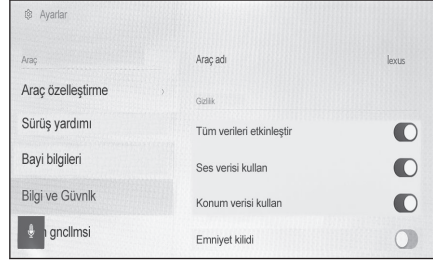 Ayarlar
Araç
Araç özelleştirme
Sürüş yardımı
Bayi bilgileri
Bilgi ve Güvnlk
gncllmsi
Araç adı
lexus
Gizlilik
Tüm verileri etkinleştir
Ses verisi kullan
Konum verisi kullan
Emniyet kilidi